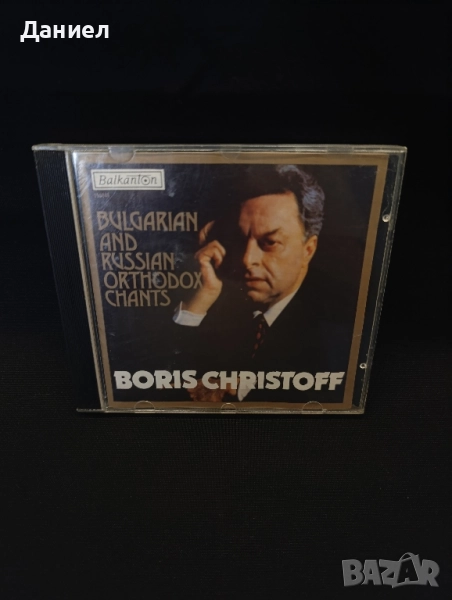 Даниел
Balkanton
BULGARIAN
AND
RUSSIAN
ORTHODOX
CHANTS
BORIS CHRISTOFF
BAZAR